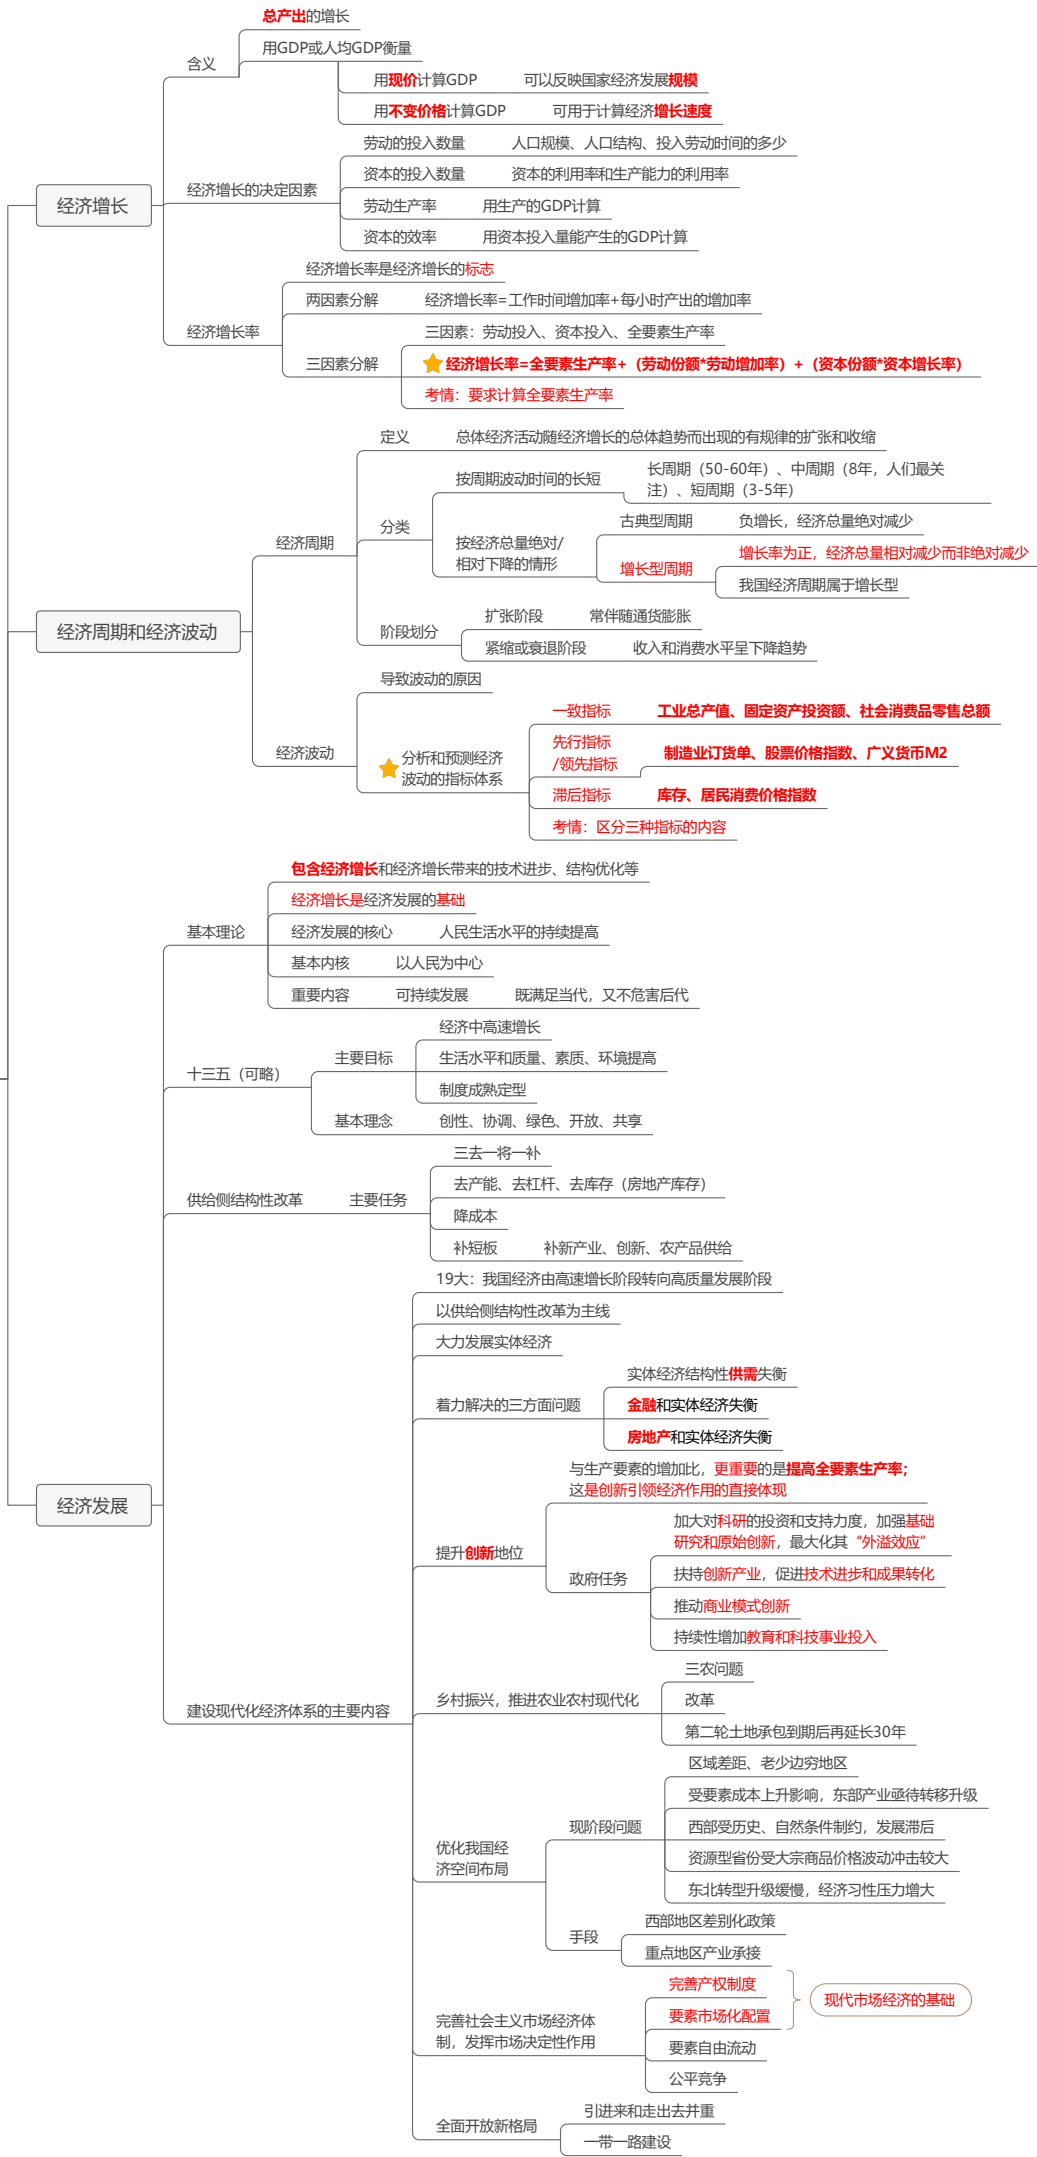 总产出的增长
用GDP或人均GDP衡量
含义
用现价计算GDP 可以反映国家经济发展规模
用不变价格计算GDP 可用于计算经济增长速度
劳动的投入数量 人口规模、人口结构、投入劳动时间的多少
资本的投入数量 资本的利用率和生产能力的利用率
经济增长的决定因素
经济增长
劳动生产率 用生产的GDP计算
资本的效率 用资本投入量能产生的GDP计算
经济增长率是经济增长的标志
两因素分解 经济增长率=工作时间增加率+每小时产出的增加率
经济增长率
三因素:劳动投入、资本投入、全要素生产率
三因素分解
经济增长率=全要素生产率+(劳动份额*劳动增加率)+(资本份额*资本增长率)
考情:要求计算全要素生产率
定义 总体经济活动随经济增长的总体趋势而出现的有规律的扩张和收缩
长周期(50-60年)、中周期(8年,人们最关
注)、短周期(3-5年)
按周期波动时间的长短
分类
古典型周期 负增长,经济总量绝对减少
按经济总量绝对/
相对下降的情形
经济周期
增长型周期
增长率为正,经济总量相对减少而非绝对减少
我国经济周期属于增长型
扩张阶段 常伴随通货膨胀
阶段划分
紧缩或衰退阶段 收入和消费水平呈下降趋势
经济周期和经济波动
导致波动的原因
一致指标 工业总产值、固定资产投资额、社会消费品零售总额
经济波动
先行指标
/领先指标
制造业订货单、股票价格指数、广义货币M2
分析和预测经济
波动的指标体系
滞后指标 库存、居民消费价格指数
考情:区分三种指标的内容
包含经济增长和经济增长带来的技术进步、结构优化等
经济增长是经济发展的基础
基本理论
经济发展的核心 人民生活水平的持续提高
基本内核 以人民为中心
重要内容 可持续发展 既满足当代,又不危害后代
经济中高速增长
主要目标
生活水平和质量、素质、环境提高
十三五(可略)
制度成熟定型
基本理念 创性、协调、绿色、开放、共享
三去一将一补
去产能、去杠杆、去库存(房地产库存)
供给侧结构性改革 主要任务
降成本
补短板 补新产业、创新、农产品供给
19大:我国经济由高速增长阶段转向高质量发展阶段
以供给侧结构性改革为主线
大力发展实体经济
实体经济结构性供需失衡
着力解决的三方面问题
金融和实体经济失衡
房地产和实体经济失衡
经济发展
与生产要素的增加比,更重要的是提高全要素生产率;
这是创新引领经济作用的直接体现
提升创新地位
加大对科研的投资和支持力度,加强基础
研究和原始创新,最大化其“外溢效应”
政府任务
扶持创新产业,促进技术进步和成果转化
推动商业模式创新
持续性增加教育和科技事业投入
建设现代化经济体系的主要内容
三农问题
乡村振兴,推进农业农村现代化
改革
第二轮土地承包到期后再延长30年
区域差距、老少边穷地区
受要素成本上升影响,东部产业亟待转移升级
现阶段问题
西部受历史、自然条件制约,发展滞后
优化我国经
济空间布局
资源型省份受大宗商品价格波动冲击较大
东北转型升级缓慢,经济习性压力增大
西部地区差别化政策
手段
重点地区产业承接
完善产权制度
现代市场经济的基础
要素市场化配置
完善社会主义市场经济体
制,发挥市场决定性作用
要素自由流动
公平竞争
引进来和走出去并重
全面开放新格局
一带一路建设